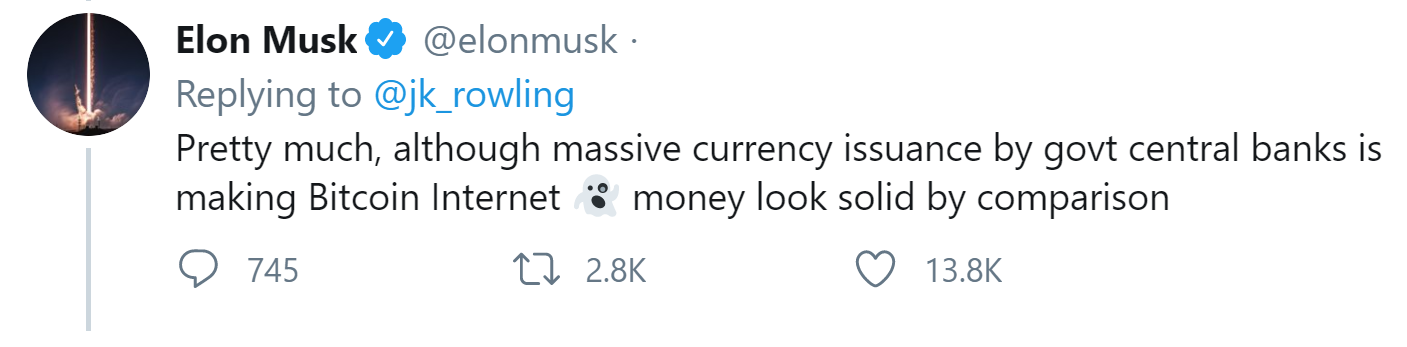 Elon Musk @elonmusk ·
Replying to @jk_rowling
Pretty much, although massive currency issuance by govt central banks is
making Bitcoin Internet 👻 money look solid by comparison
745 2.8K 13.8K